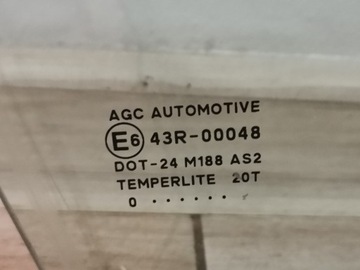 AGC AUTOMOTIVE
E6 43R-00048
DOT-24 M188 AS2
TEMPERLITE 20T
0 · · · · · ·